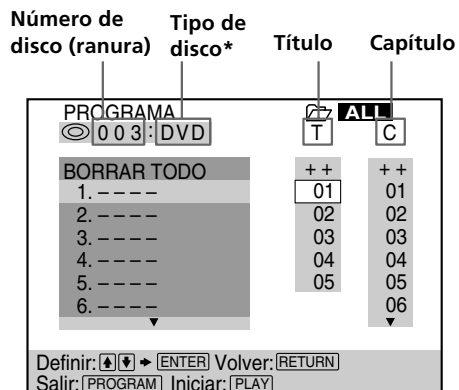 Número de disco (ranura)
Tipo de disco*
Título
Capítulo
PROGRAMA
ALL
003:DVD
T
C
BORRAR TODO
1. – – – –
2. – – – –
3. – – – –
4. – – – –
5. – – – –
6. – – – –
++
01
02
03
04
05
++
01
02
03
04
05
06
Definir: ENTER Volver: RETURN
Salir: PROGRAM Iniciar: PLAY